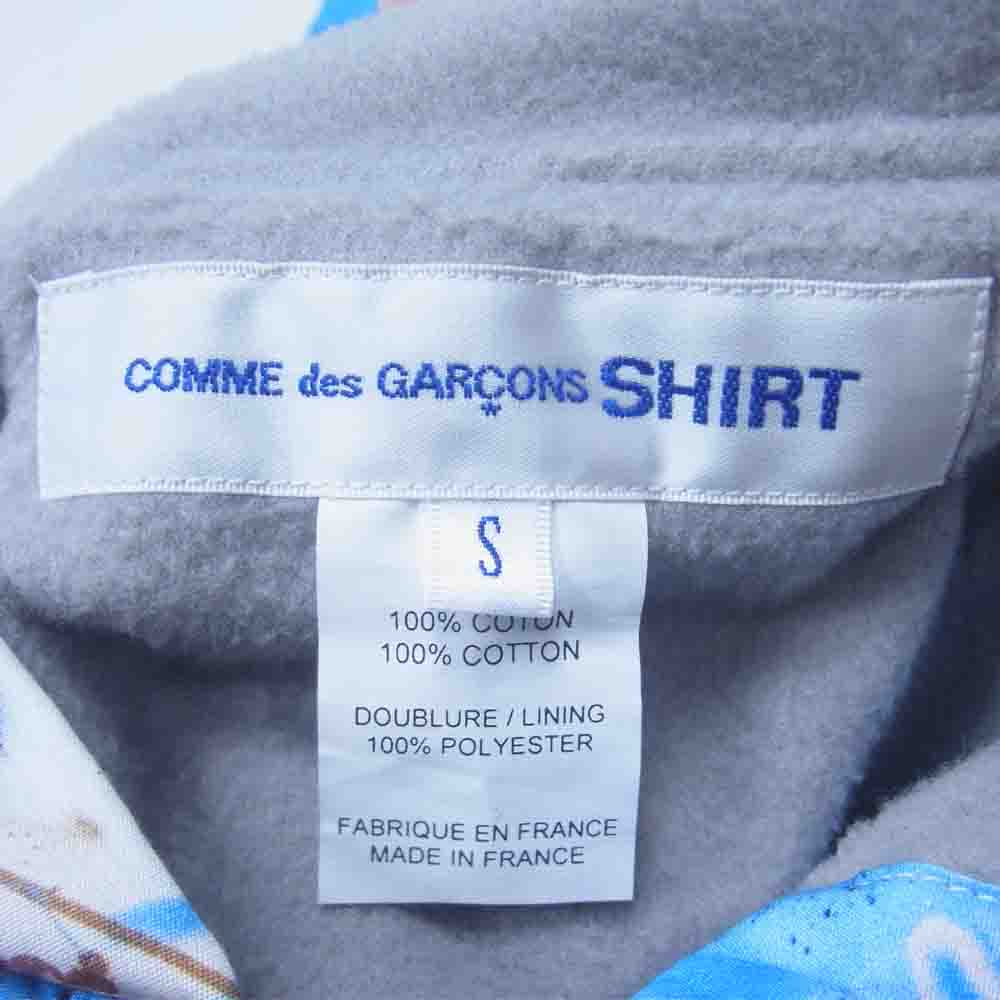 COMME des GARÇONS SHIRT
S
100% COTON
100% COTTON
DOUBLURE / LINING
100% POLYESTER
FABRIQUE EN FRANCE
MADE IN FRANCE